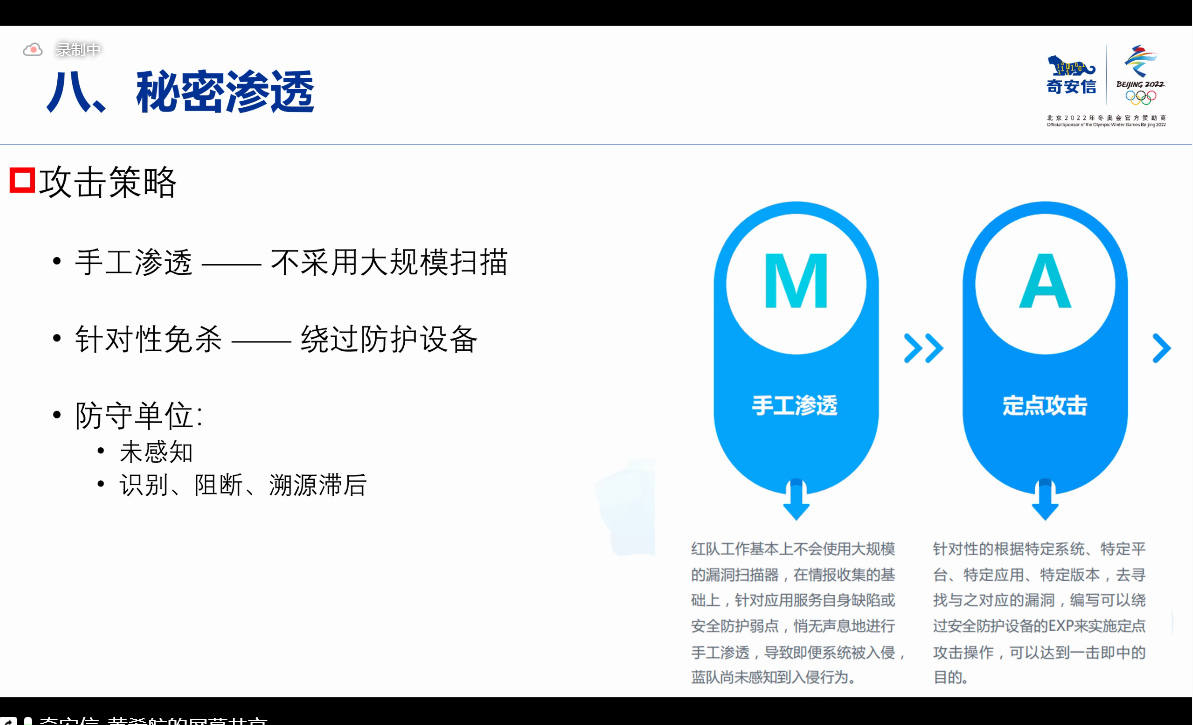 录制中
八、秘密渗透
奇安信
BEIJING 2022
北京2022年冬奥会官方赞助商
Official Sponsor of the Olympic Winter Games Beijing 2022
攻击策略
• 手工渗透 —— 不采用大规模扫描
• 针对性免杀 —— 绕过防护设备
• 防守单位:
• 未感知
• 识别、阻断、溯源滞后
M
手工渗透
红队工作基本上不会使用大规模
的漏洞扫描器，在情报收集的基
础上，针对应用服务自身缺陷或
安全防护弱点，悄无声息地进行
手工渗透，导致即便系统被入侵，
蓝队尚未感知到入侵行为。
A
定点攻击
针对性的根据特定系统、特定平
台、特定应用、特定版本，去寻
找与之对应的漏洞，编写可以绕
过安全防护设备的EXP来实施定点
攻击操作，可以达到一击即中的
目的。